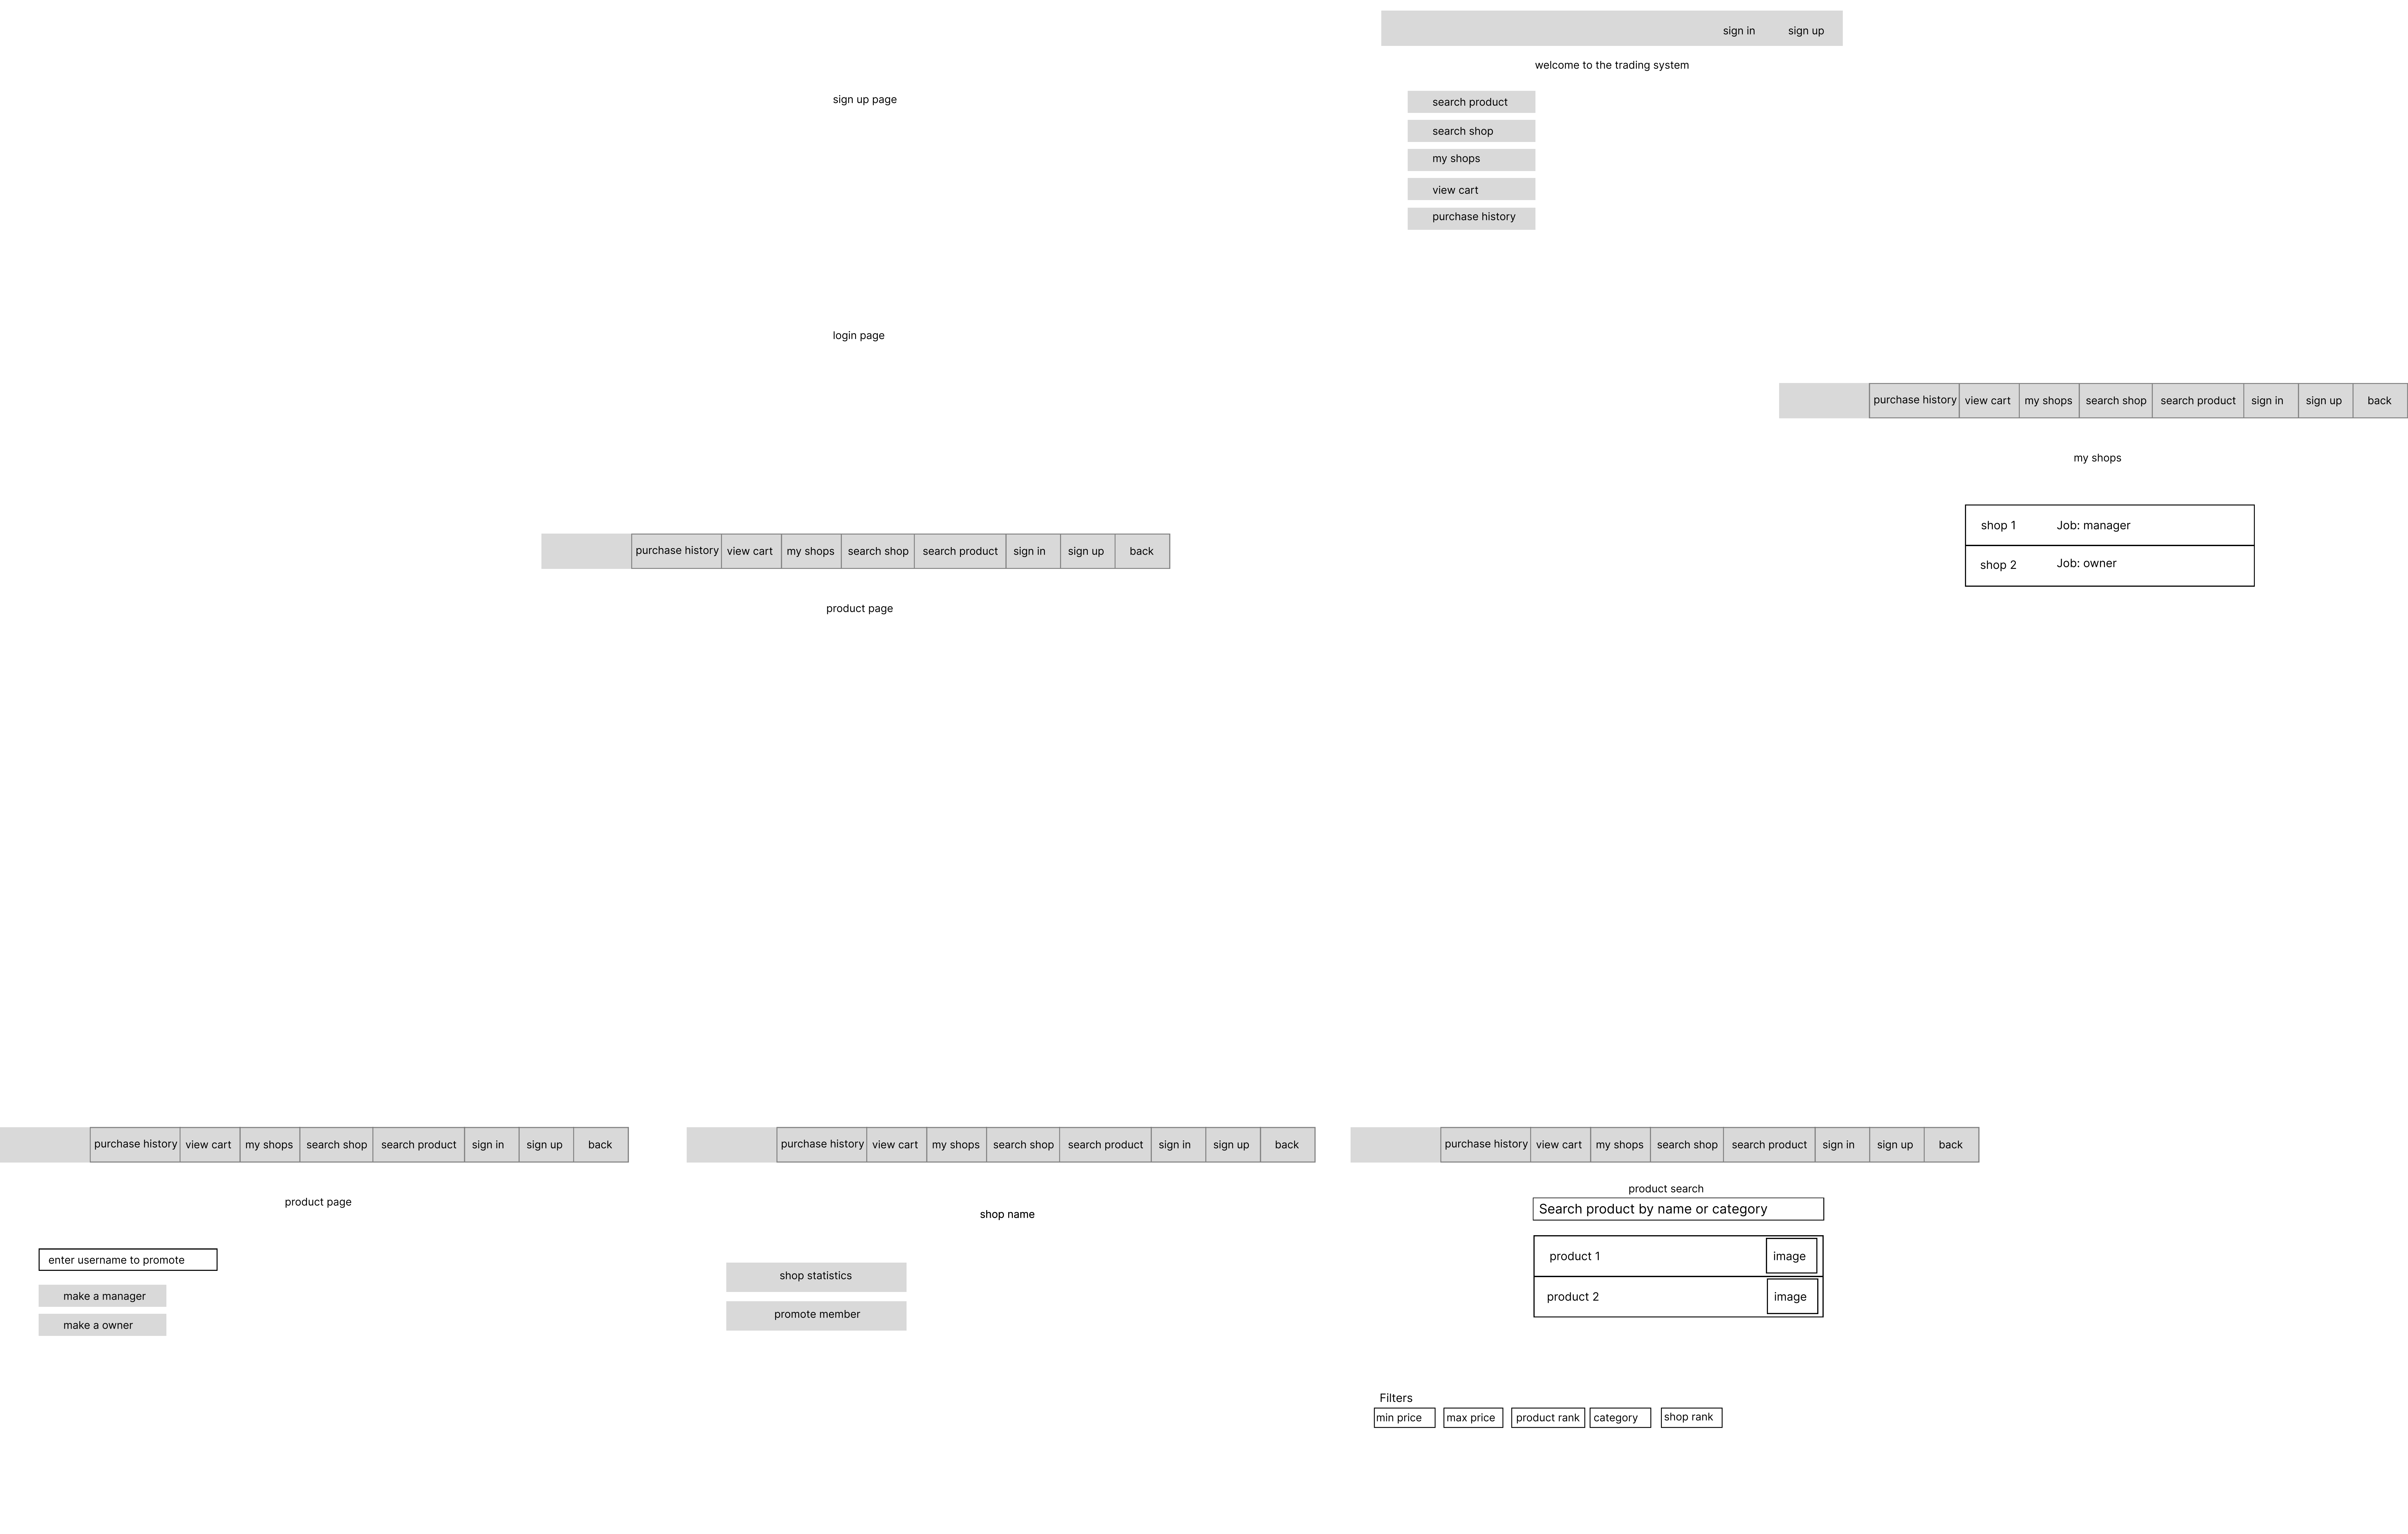 sign in sign up
welcome to the trading system
search product
search shop
my shops
view cart
purchase history
sign up page
login page
purchase history view cart my shops search shop search product sign in sign up back
my shops
shop 1 Job: manager
shop 2 Job: owner
purchase history view cart my shops search shop search product sign in sign up back
product page
purchase history view cart my shops search shop search product sign in sign up back
product page
enter username to promote
make a manager
make a owner
purchase history view cart my shops search shop search product sign in sign up back
shop name
shop statistics
promote member
purchase history view cart my shops search shop search product sign in sign up back
product search
Search product by name or category
product 1 image
product 2 image
Filters
min price max price product rank category shop rank